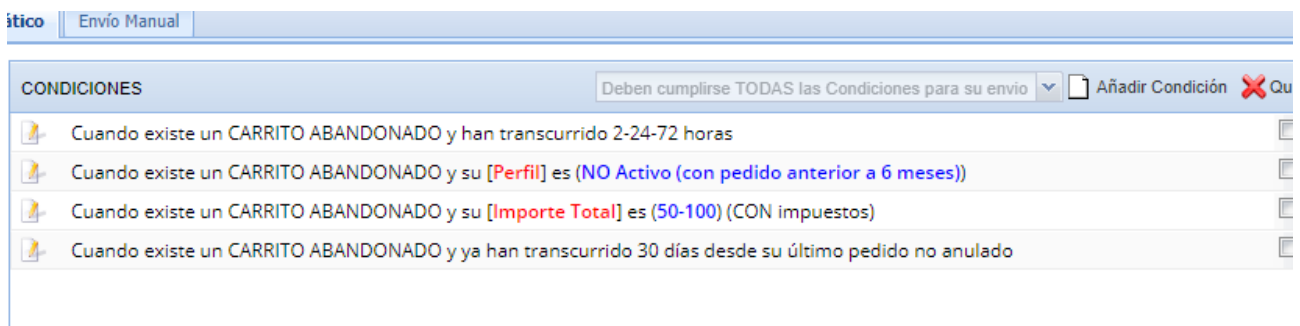 ático
Envío Manual
CONDICIONES
Deben cumplirse TODAS las Condiciones para su envio
Añadir Condición
Qu
Cuando existe un CARRITO ABANDONADO y han transcurrido 2-24-72 horas
Cuando existe un CARRITO ABANDONADO y su [Perfil] es (NO Activo (con pedido anterior a 6 meses))
Cuando existe un CARRITO ABANDONADO y su [Importe Total] es (50-100) (CON impuestos)
Cuando existe un CARRITO ABANDONADO y ya han transcurrido 30 días desde su último pedido no anulado